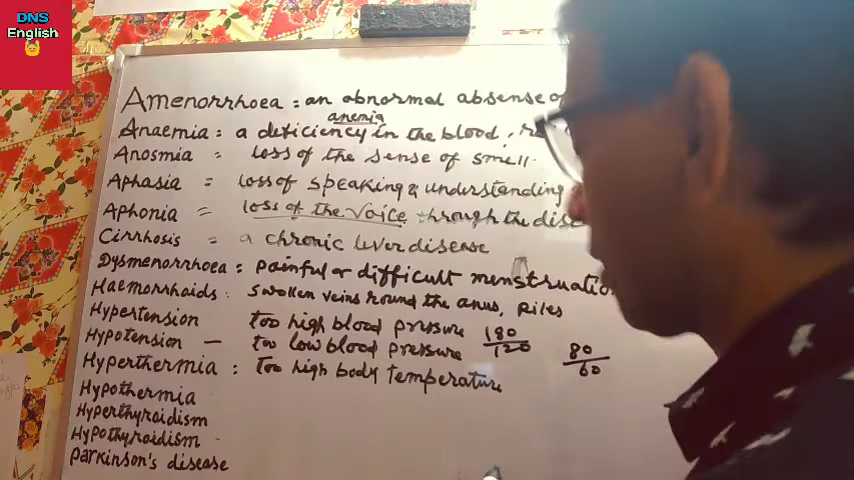 DNS
English
Amenorrhoea : an abnormal absense of
anemia
Anaemia : a deficiency in the blood,
Anosmia = loss of the sense of smell.
Aphasia = loss of speaking & understanding
Aphonia = loss of the voice through the dise
Cirrhosis = a chronic lever disease
Dysmenorrhoea : painful or difficult menstruation
Haemorrhoids : swollen veins round the anus, piles
Hypertension too high blood pressure 180/120
Hypotension — too low blood pressure 80/60
Hyperthermia : Too high body temperature
Hypothermia
Hyperthyroidism
Hypothyroidism -
Parkinson's disease